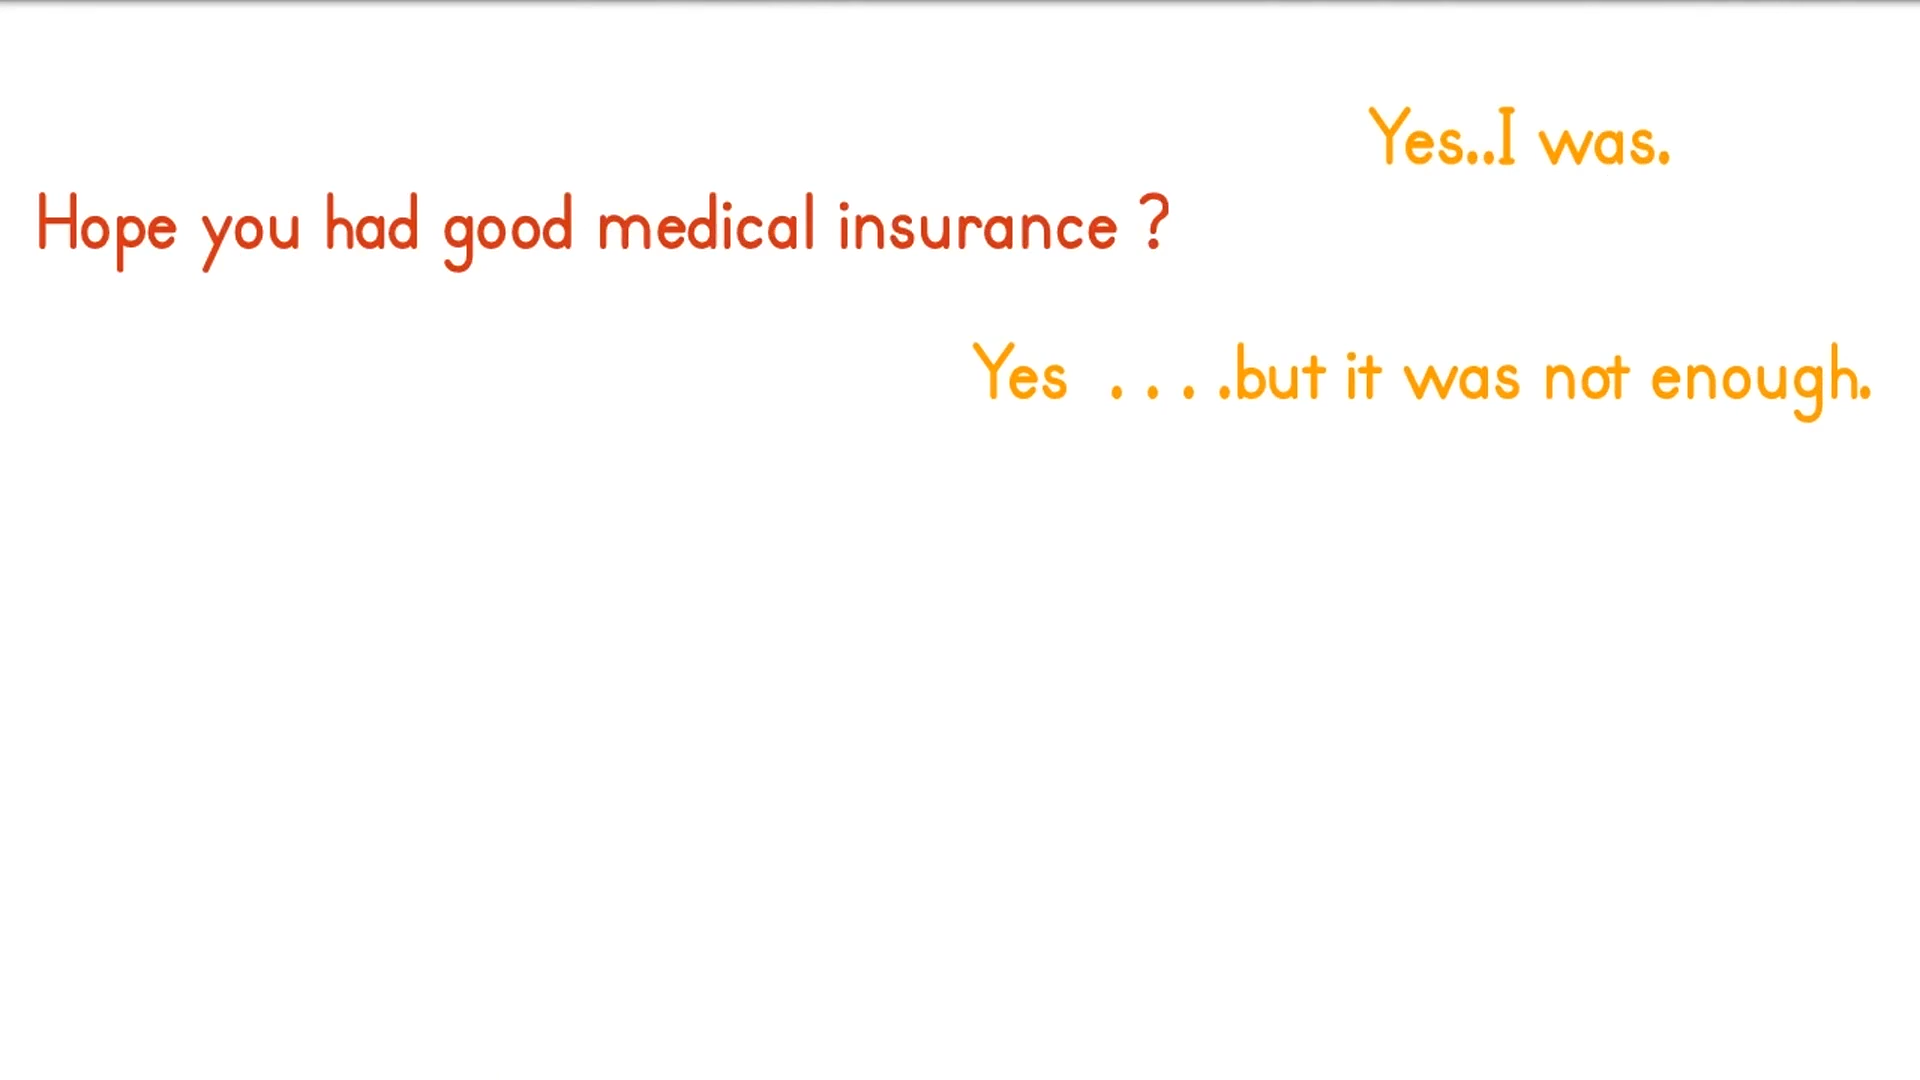 Yes..I was.
Hope you had good medical insurance ?
Yes ....but it was not enough.